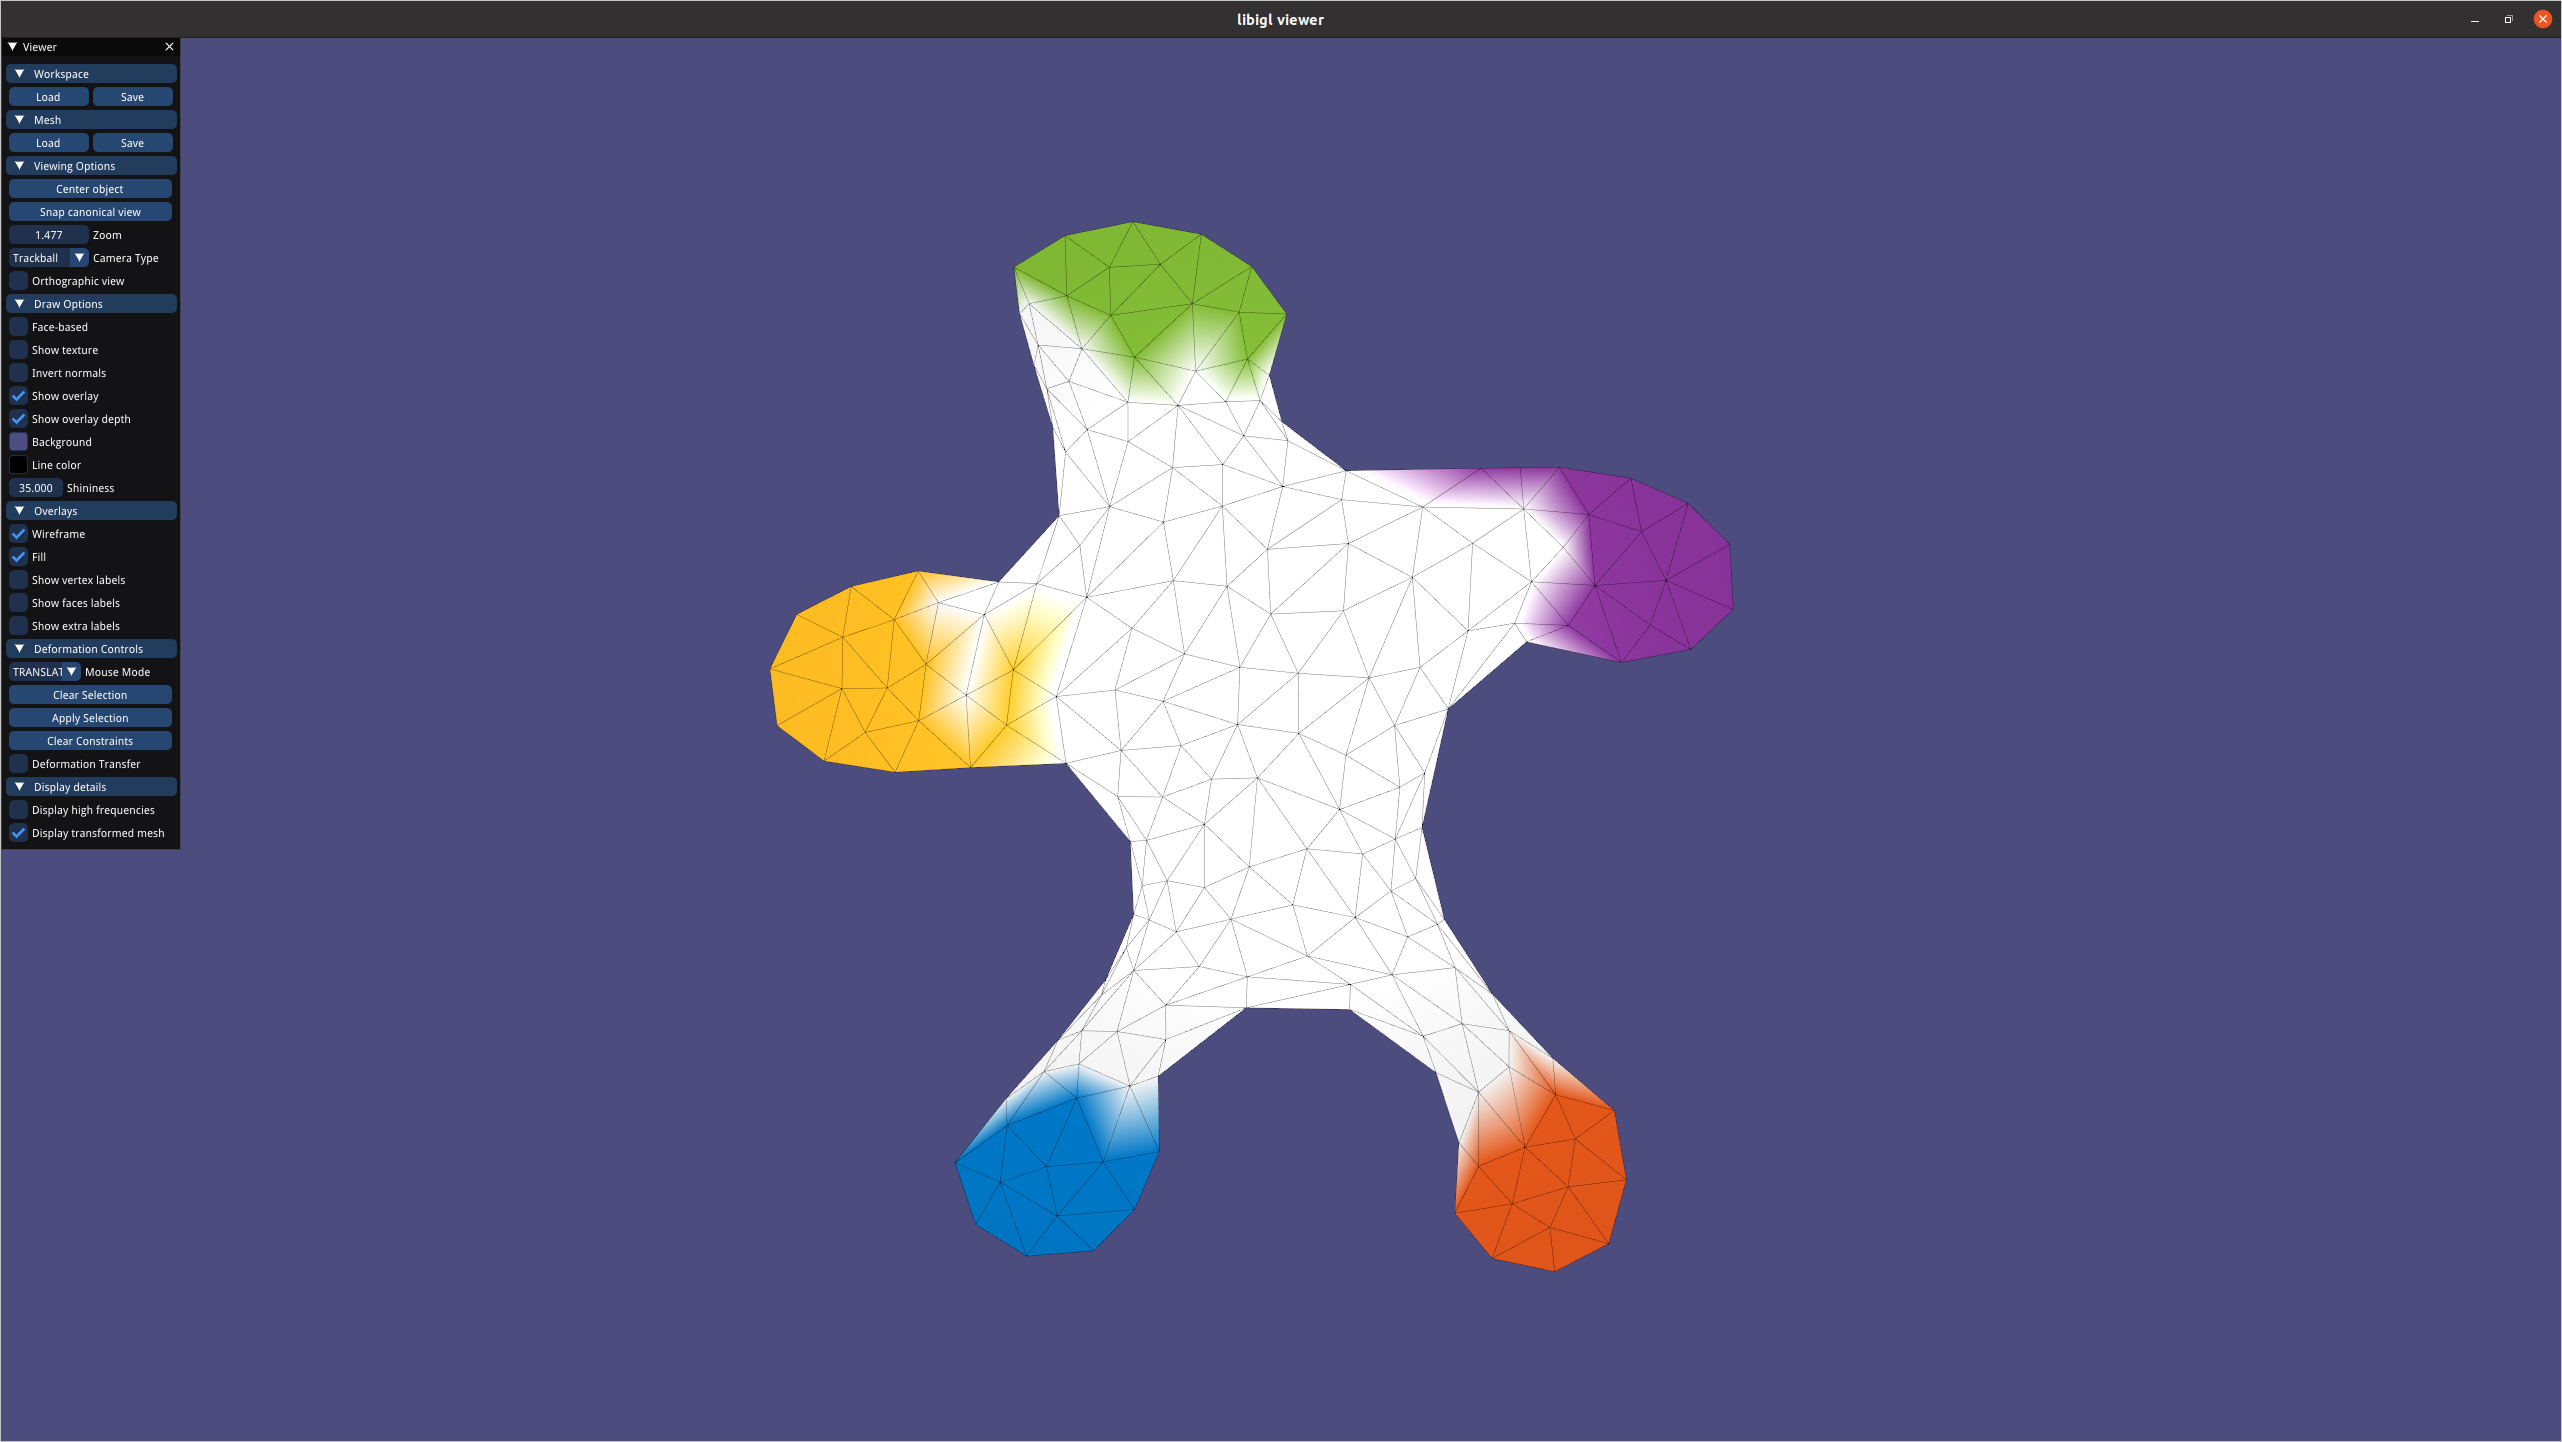 libigl viewer
Viewer
Workspace
Load Save
Mesh
Load Save
Viewing Options
Center object
Snap canonical view
1.477 Zoom
Trackball Camera Type
Orthographic view
Draw Options
Face-based
Show texture
Invert normals
Show overlay
Show overlay depth
Background
Line color
35.000 Shininess
Overlays
Wireframe
Fill
Show vertex labels
Show faces labels
Show extra labels
Deformation Controls
TRANSLAT Mouse Mode
Clear Selection
Apply Selection
Clear Constraints
Deformation Transfer
Display details
Display high frequencies
Display transformed mesh